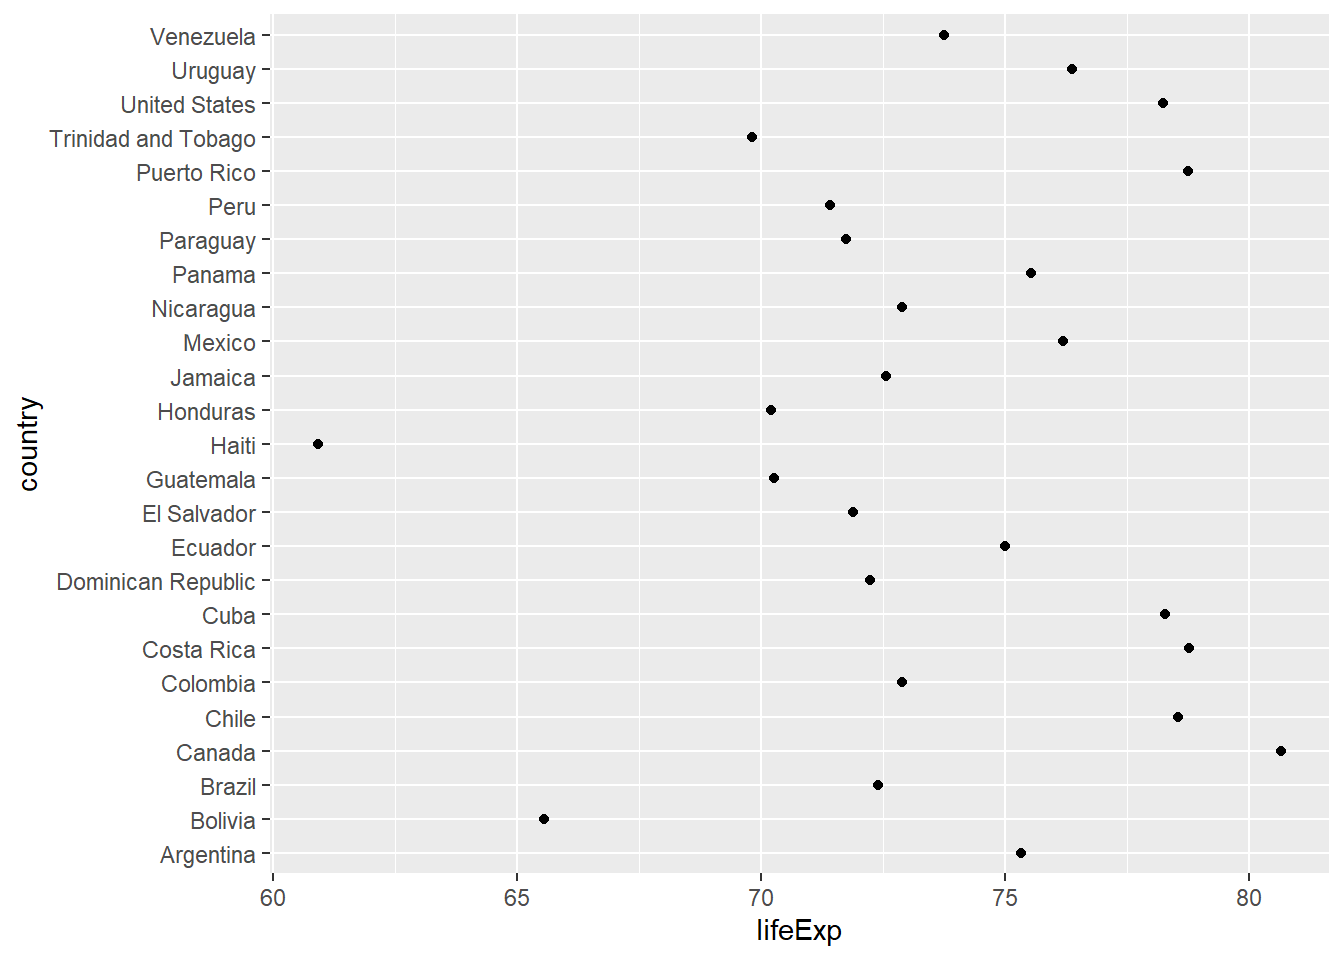 Venezuela
Uruguay
United States
Trinidad and Tobago
Puerto Rico
Peru
Paraguay
Panama
Nicaragua
Mexico
Jamaica
Honduras
Haiti
Guatemala
El Salvador
Ecuador
Dominican Republic
Cuba
Costa Rica
Colombia
Chile
Canada
Brazil
Bolivia
Argentina
country
60 65 70 75 80
lifeExp